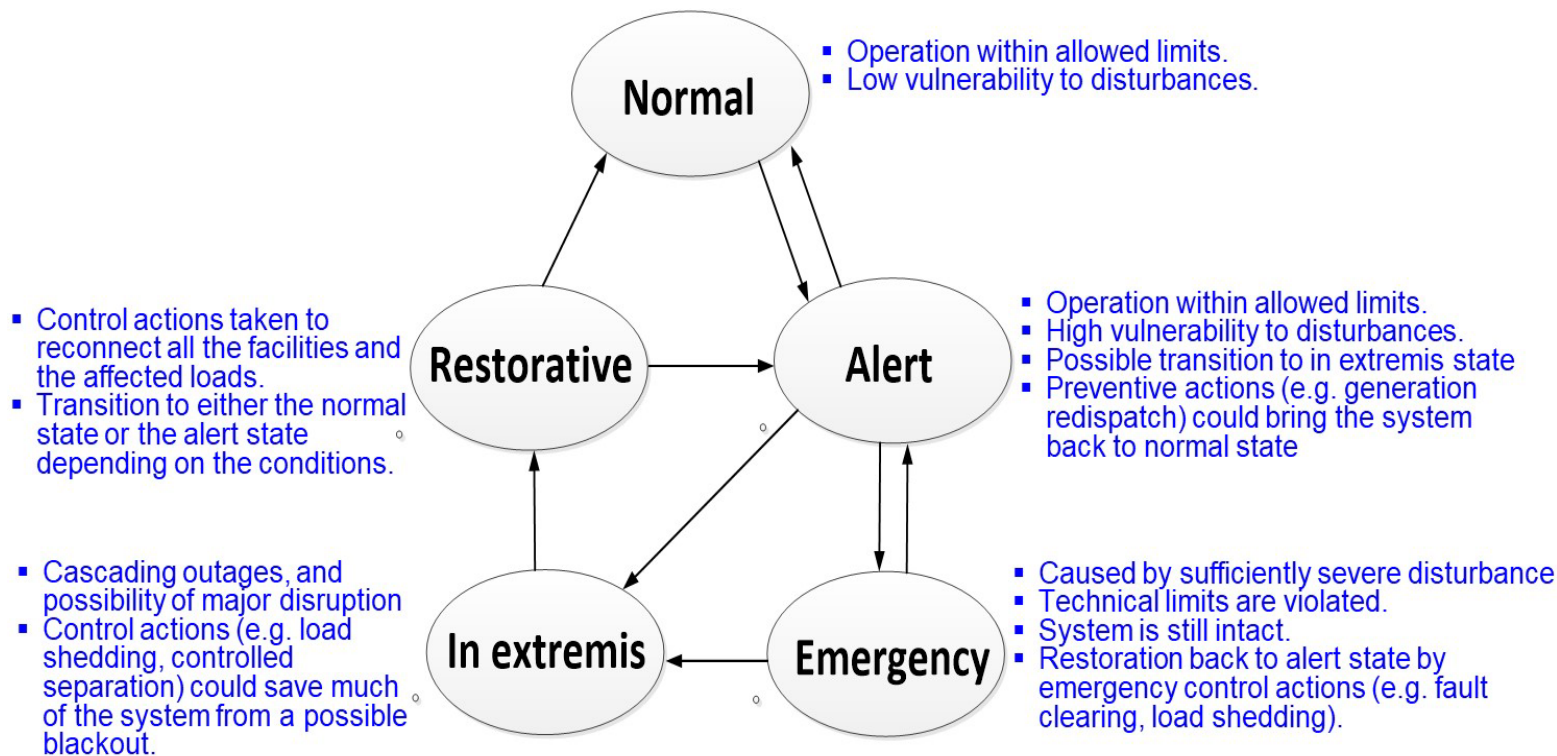 Normal
▪ Operation within allowed limits.
▪ Low vulnerability to disturbances.
Restorative
▪ Control actions taken to
reconnect all the facilities and
the affected loads.
▪ Transition to either the normal
state or the alert state
depending on the conditions.
Alert
▪ Operation within allowed limits.
▪ High vulnerability to disturbances.
▪ Possible transition to in extremis state
▪ Preventive actions (e.g. generation
redispatch) could bring the system
back to normal state
In extremis
▪ Cascading outages, and
possibility of major disruption
▪ Control actions (e.g. load
shedding, controlled
separation) could save much
of the system from a possible
blackout.
Emergency
▪ Caused by sufficiently severe disturbance
▪ Technical limits are violated.
▪ System is still intact.
▪ Restoration back to alert state by
emergency control actions (e.g. fault
clearing, load shedding).